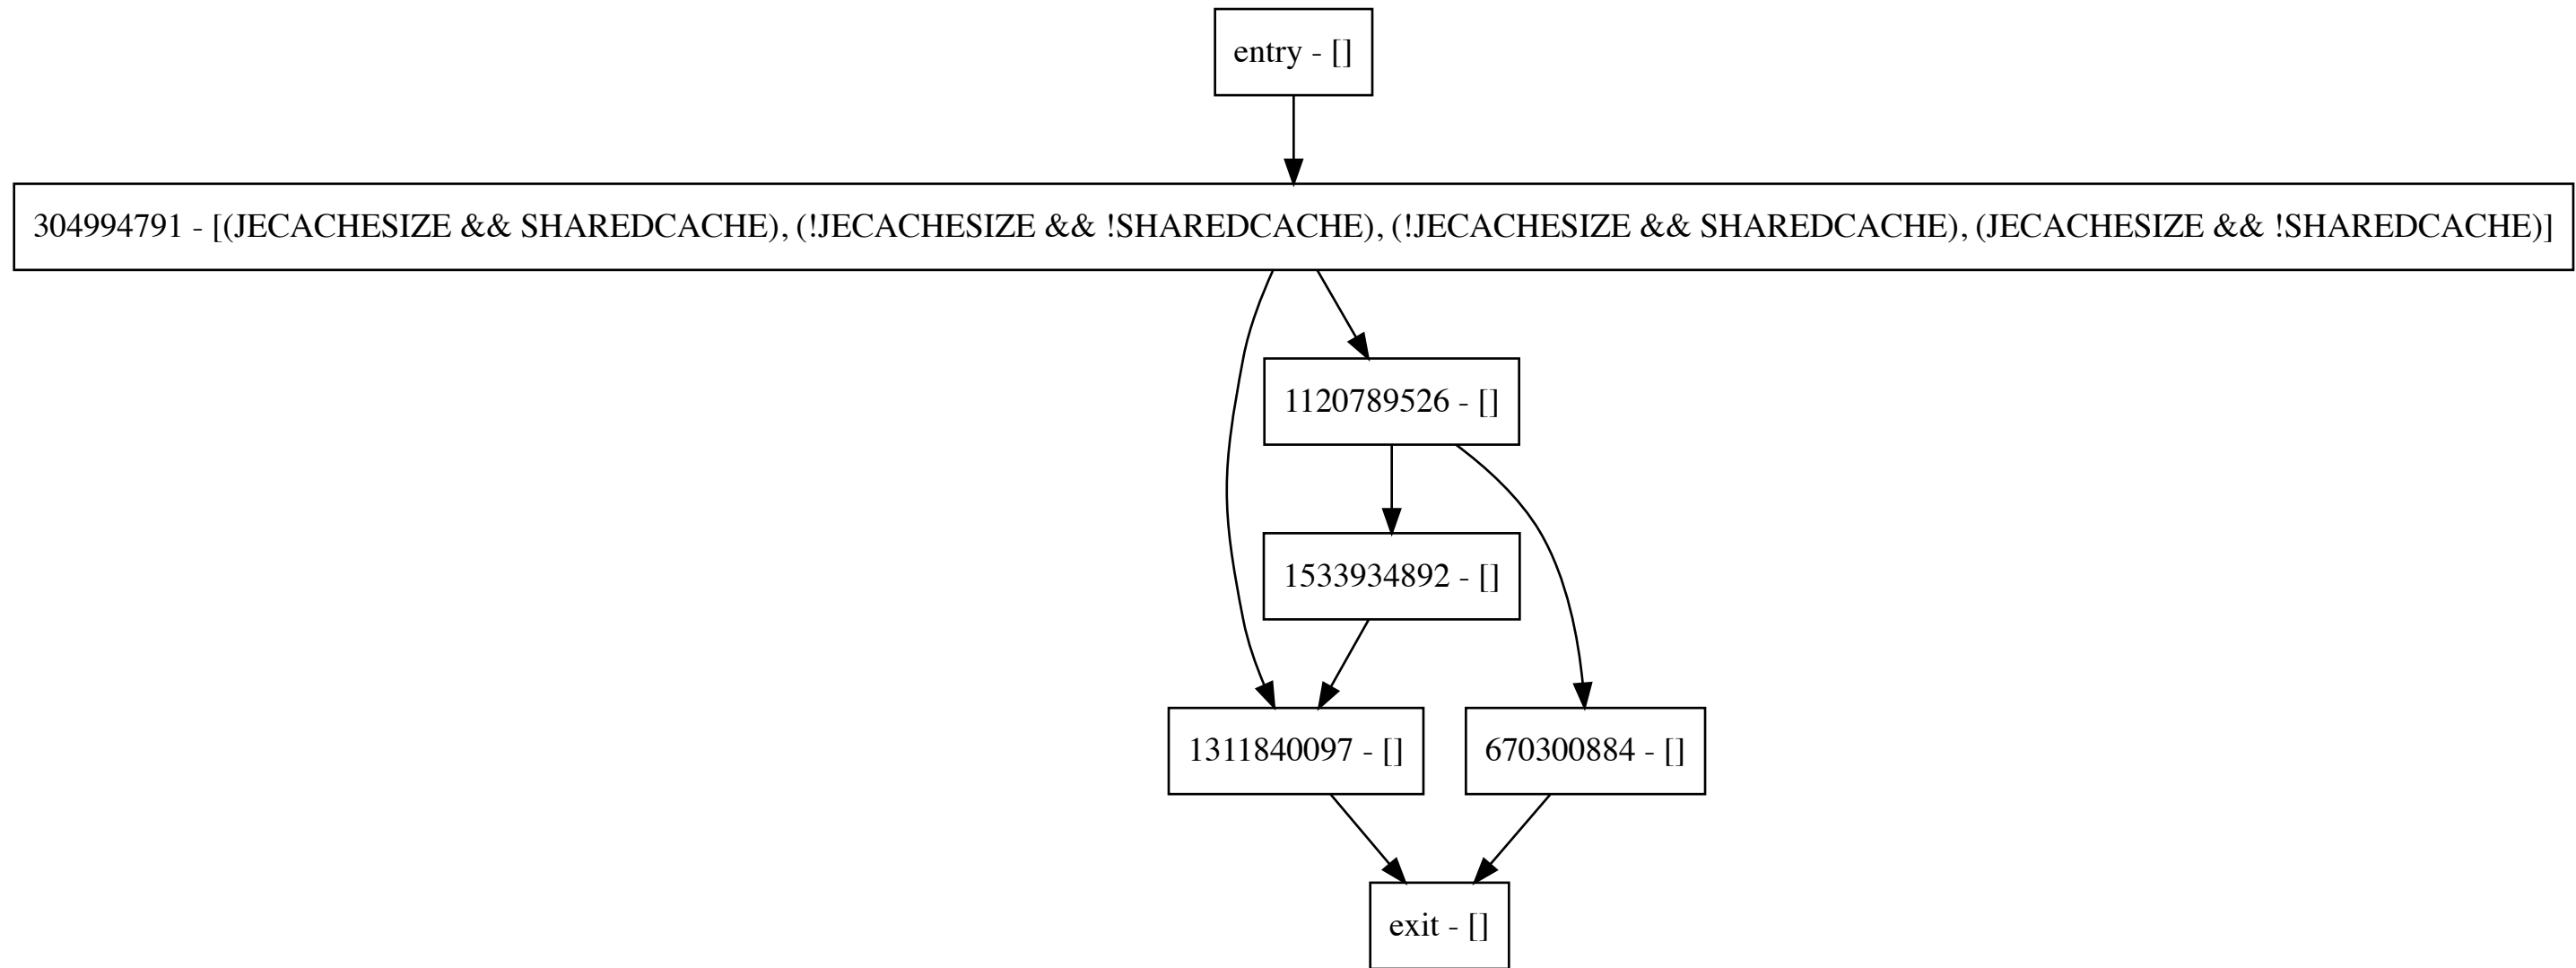 entry - []
304994791 - [(JECACHESIZE && SHAREDCACHE), (!JECACHESIZE && !SHAREDCACHE), (!JECACHESIZE && SHAREDCACHE), (JECACHESIZE && !SHAREDCACHE)]
1120789526 - []
1533934892 - []
1311840097 - []
670300884 - []
exit - []